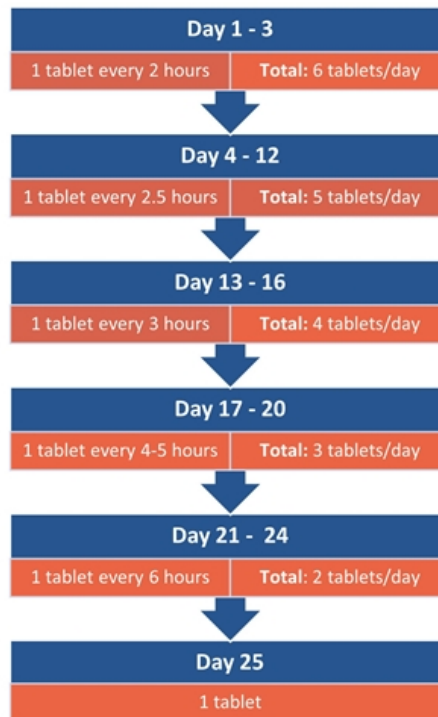 Day 1 - 3
1 tablet every 2 hours Total: 6 tablets/day
Day 4 - 12
1 tablet every 2.5 hours Total: 5 tablets/day
Day 13 - 16
1 tablet every 3 hours Total: 4 tablets/day
Day 17 - 20
1 tablet every 4-5 hours Total: 3 tablets/day
Day 21 - 24
1 tablet every 6 hours Total: 2 tablets/day
Day 25
1 tablet